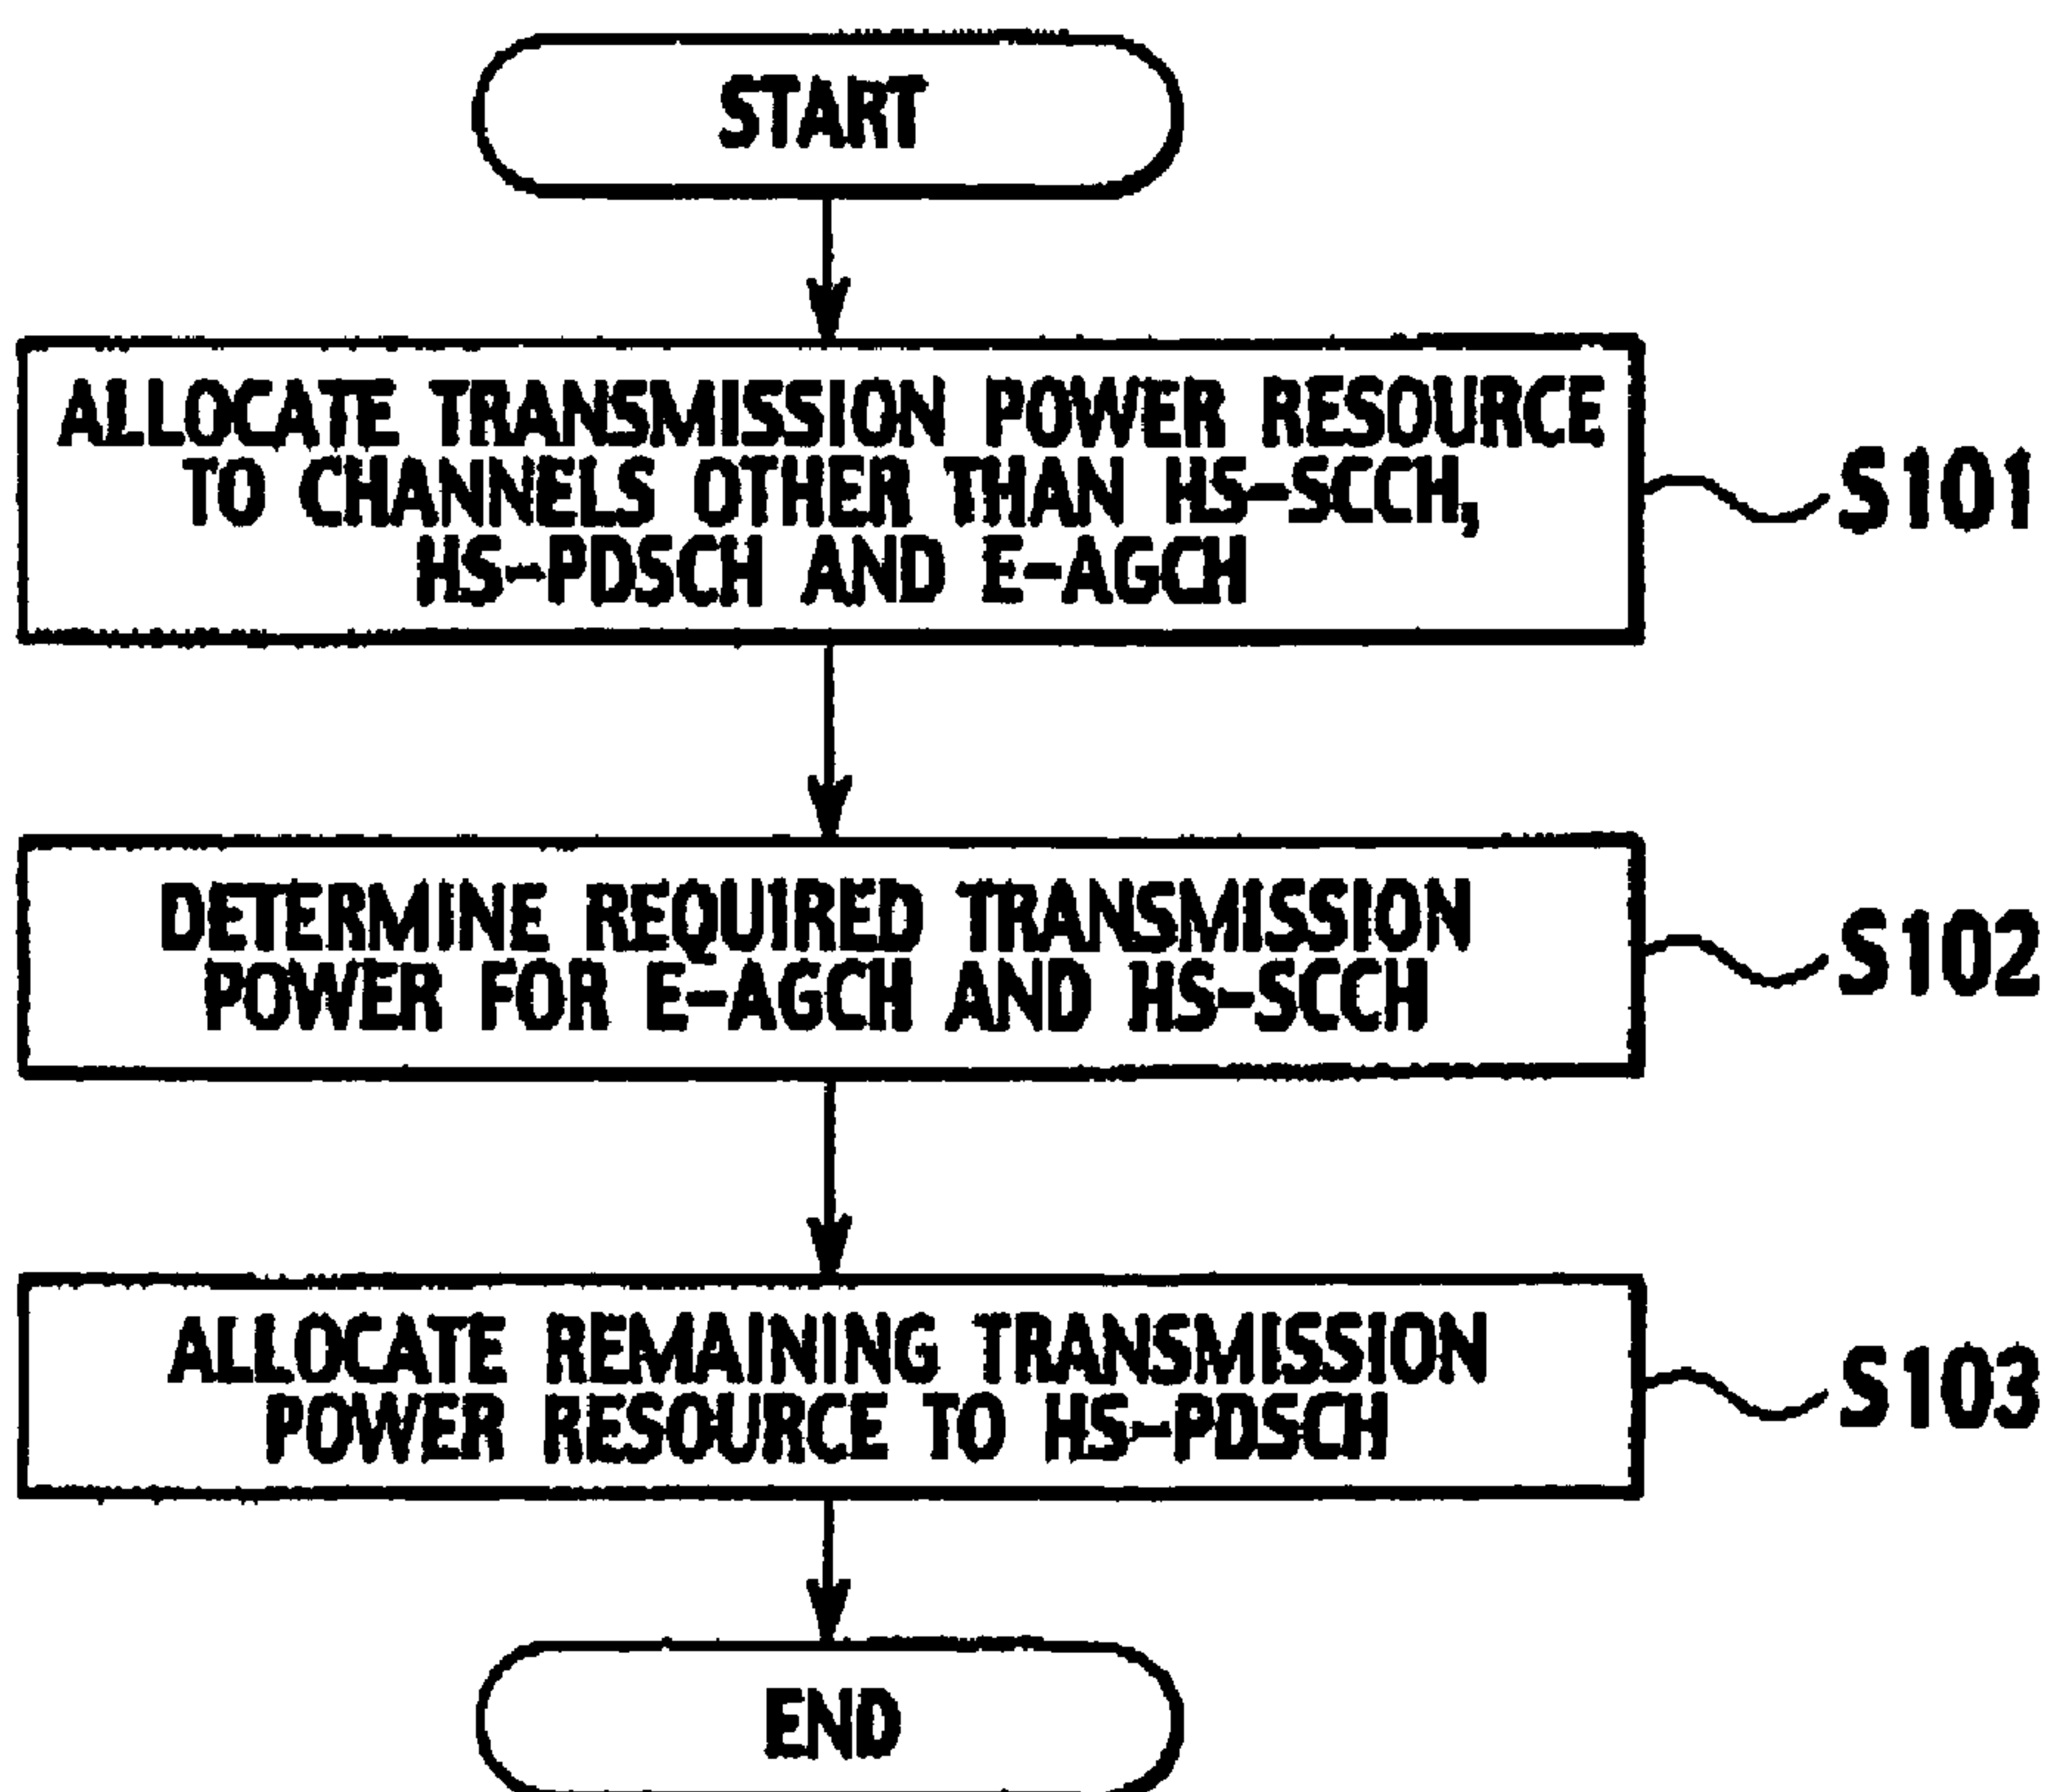 START
ALLOCATE TRANSMISSION POWER RESOURCE
TO CHANNELS OTHER THAN HS-SCCH,
HS-PDSCH AND E-AGCH
S101
DETERMINE REQUIRED TRANSMISSION
POWER FOR E-AGCH AND HS-SCCH
S102
ALLOCATE REMAINING TRANSMISSION
POWER RESOURCE TO HS-PDSCH
S103
END